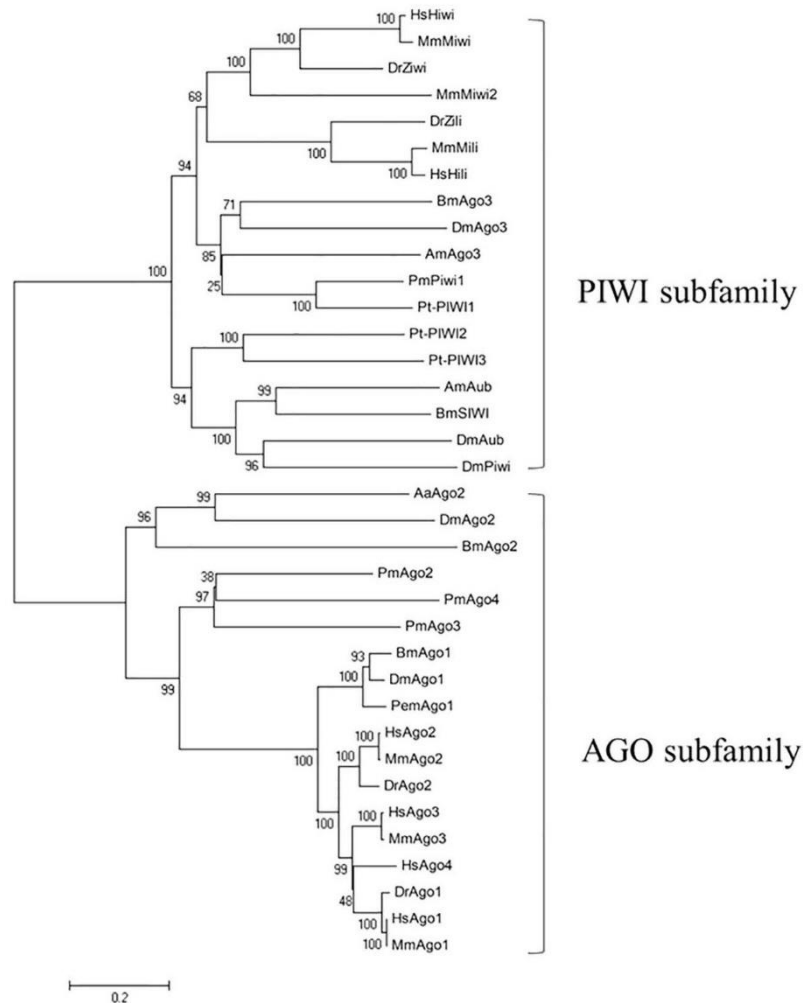 100
HsHiwi
MmMiwi
100
DrZiwi
100
MmMiwi2
68
DrZili
100
MmMili
100
HsHili
94
71
BmAgo3
DmAgo3
85
AmAgo3
25
PmPiwi1
100
Pt-PIWI1
100
100
Pt-PIWI2
Pt-PIWI3
94
99
AmAub
BmSIWI
100
DmAub
96
DmPiwi
PIWI subfamily
99
AaAgo2
DmAgo2
96
BmAgo2
38
PmAgo2
97
PmAgo4
PmAgo3
99
93
BmAgo1
DmAgo1
100
PemAgo1
100
100
HsAgo2
MmAgo2
100
DrAgo2
100
100
HsAgo3
MmAgo3
99
HsAgo4
48
DrAgo1
100
HsAgo1
100
MmAgo1
AGO subfamily
0.2